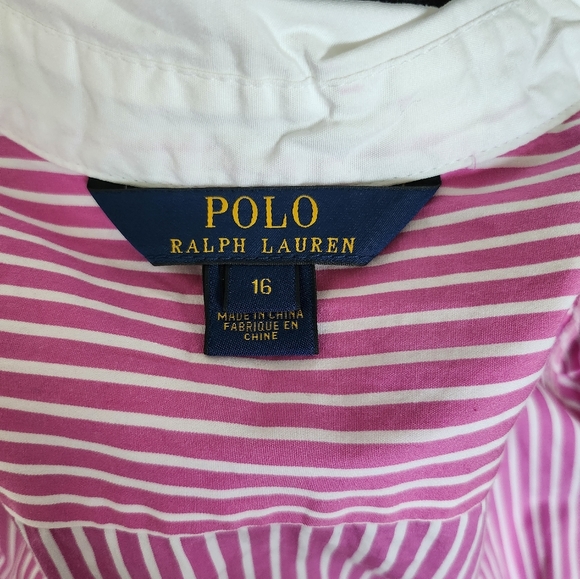 POLO
RALPH LAUREN
16
MADE IN CHINA
FABRIQUE EN
CHINE